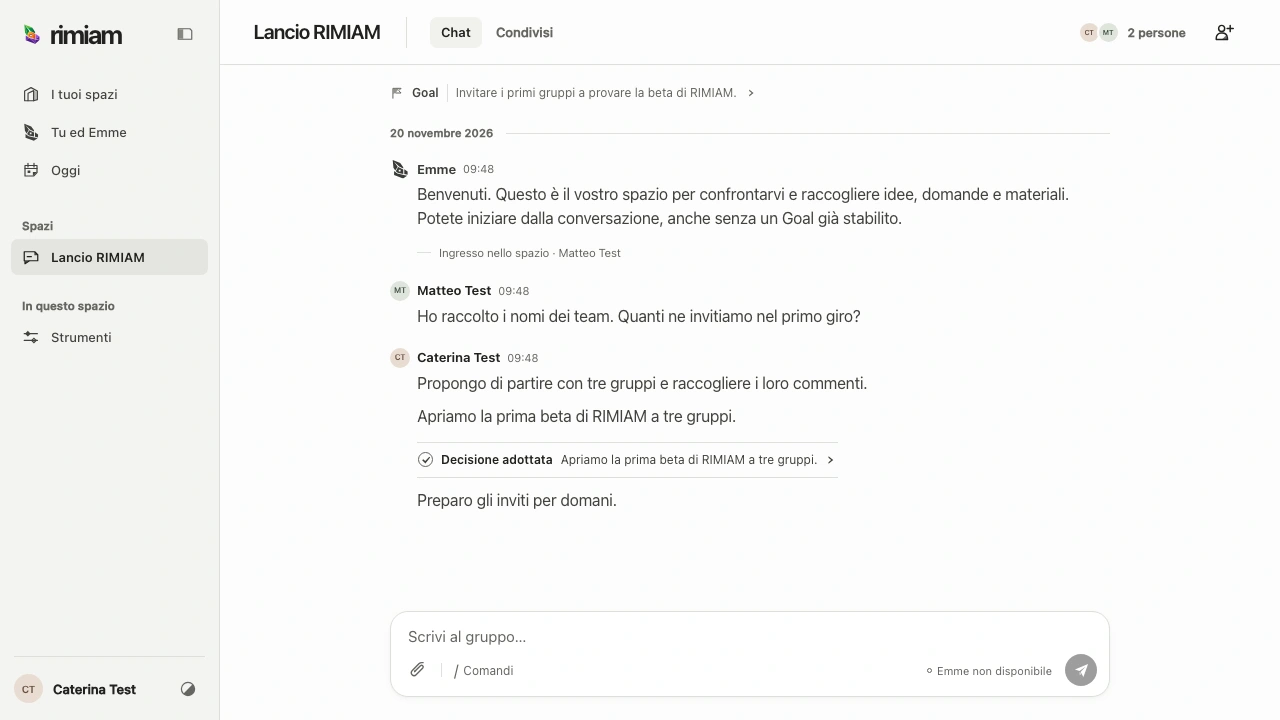 rimiam
I tuoi spazi
Tu ed Emme
Oggi
Spazi
Lancio RIMIAM
In questo spazio
Strumenti
CT Caterina Test
Lancio RIMIAM
Chat
Condivisi
CT MT 2 persone
Goal Invitare i primi gruppi a provare la beta di RIMIAM.
20 novembre 2026
Emme 09:48
Benvenuti. Questo è il vostro spazio per confrontarvi e raccogliere idee, domande e materiali.
Potete iniziare dalla conversazione, anche senza un Goal già stabilito.
Ingresso nello spazio · Matteo Test
MT Matteo Test 09:48
Ho raccolto i nomi dei team. Quanti ne invitiamo nel primo giro?
CT Caterina Test 09:48
Propongo di partire con tre gruppi e raccogliere i loro commenti.
Apriamo la prima beta di RIMIAM a tre gruppi.
Decisione adottata Apriamo la prima beta di RIMIAM a tre gruppi.
Preparo gli inviti per domani.
Scrivi al gruppo...
/ Comandi
Emme non disponibile